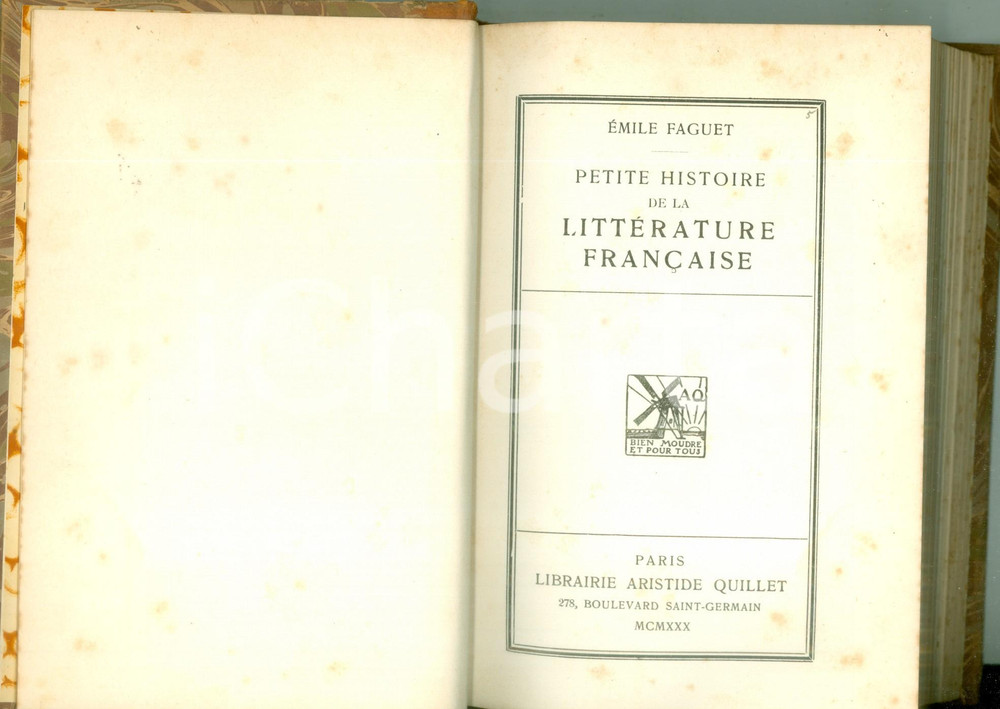 5
ÉMILE FAGUET
PETITE HISTOIRE
DE LA
LITTÉRATURE
FRANÇAISE
AQ
BIEN MOUDRE
ET POUR TOUS
PARIS
LIBRAIRIE ARISTIDE QUILLET
278, BOULEVARD SAINT-GERMAIN
MCMXXX